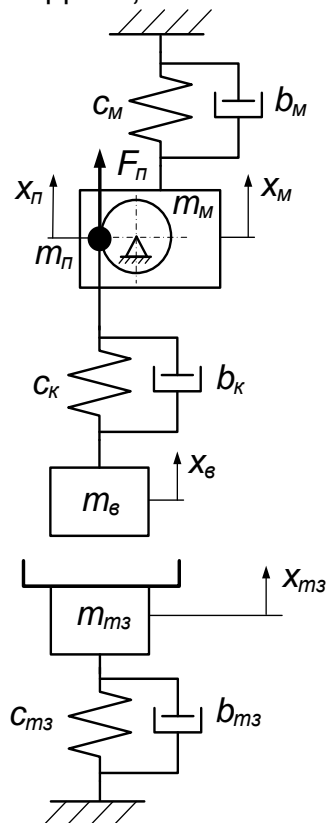 c_м b_м
F_п
x_п m_м x_м
m_п
c_к b_к
x_в
m_в
x_тз
m_тз
c_тз b_тз